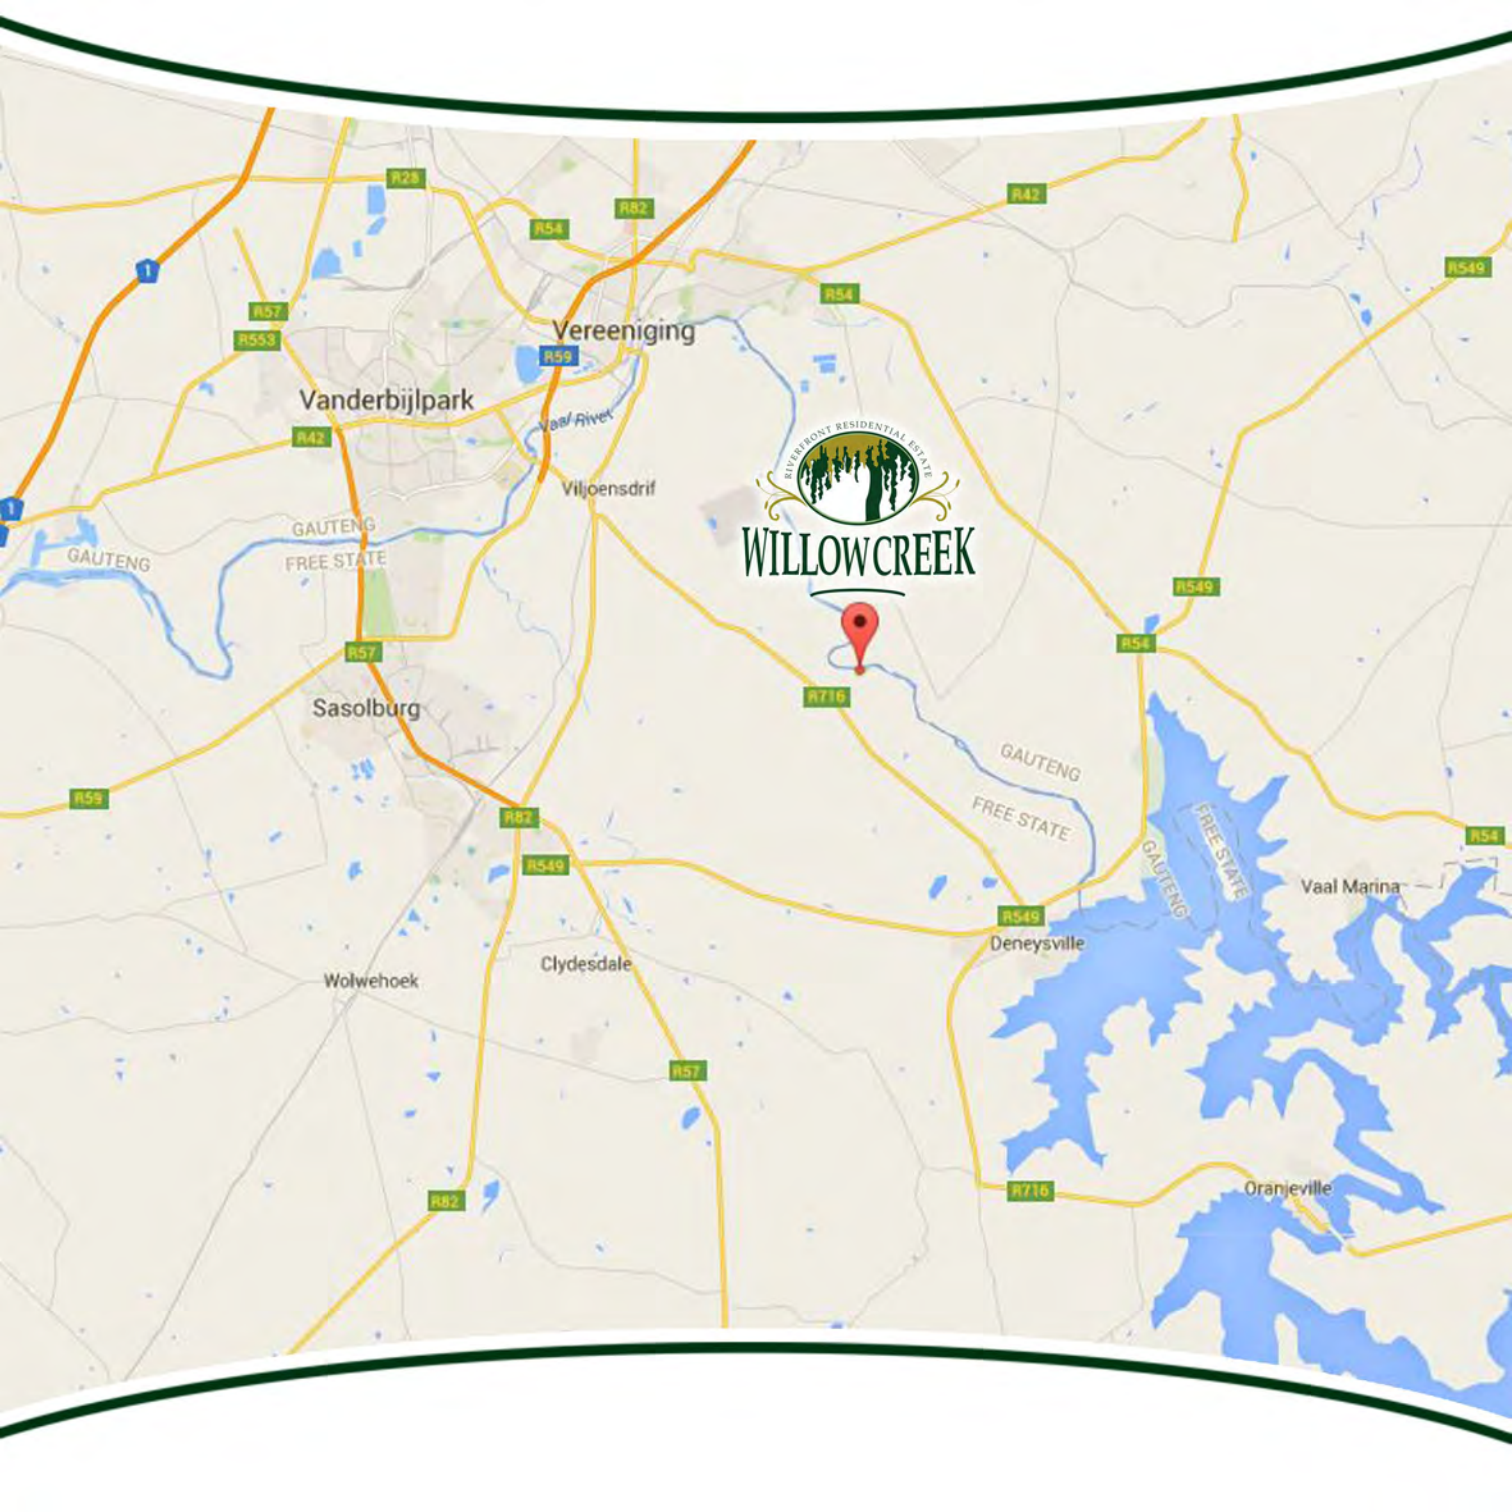 R28
R42
R82
R54
R549
1
R54
R57
Vereeniging
R553
R59
Vanderbijlpark
Vaal River
RIVERFRONT RESIDENTIAL ESTATE
R42
Viljoensdrif
1
GAUTENG
WILLOWCREEK
GAUTENG
FREE STATE
R549
R54
R57
R716
Sasolburg
GAUTENG
R59
FREE STATE
R82
FREE STATE
R54
R549
GAUTENG
Vaal Marina
R549
Deneysville
Clydesdale
Wolwehoek
R57
R716
Oranjeville
R82